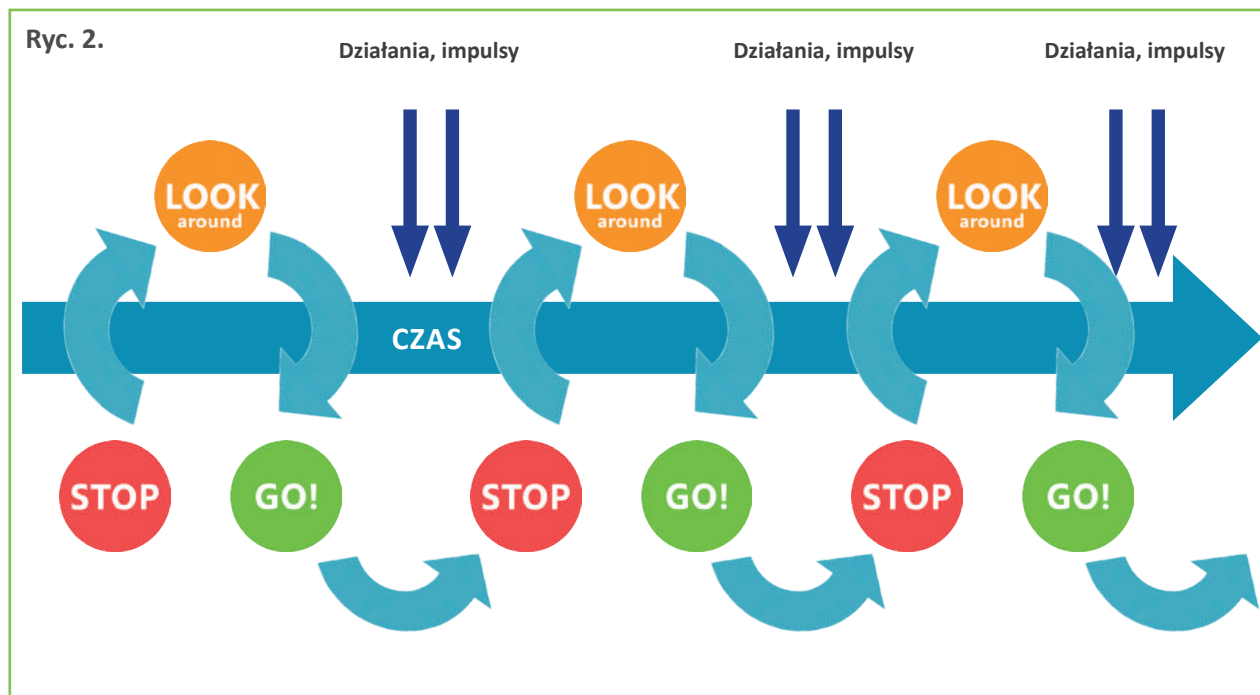 Ryc. 2.
Działania, impulsy
Działania, impulsy
Działania, impulsy
LOOK
around
LOOK
around
LOOK
around
CZAS
STOP
GO!
STOP
GO!
STOP
GO!